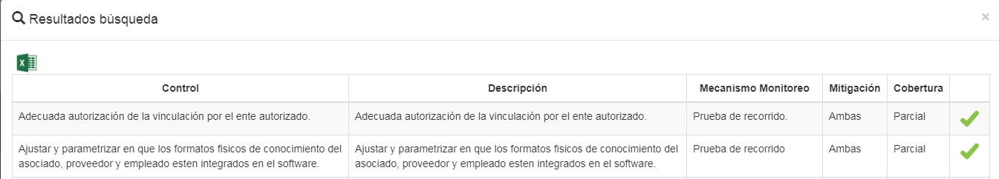 Resultados búsqueda
×
Control Descripción Mecanismo Monitoreo Mitigación Cobertura
Adecuada autorización de la vinculación por el ente autorizado. Adecuada autorización de la vinculación por el ente autorizado. Prueba de recorrido. Ambas Parcial
Ajustar y parametrizar en que los formatos fisicos de conocimiento del Ajustar y parametrizar en que los formatos fisicos de conocimiento del Prueba de recorrido Ambas Parcial
asociado, proveedor y empleado esten integrados en el software. asociado, proveedor y empleado esten integrados en el software.